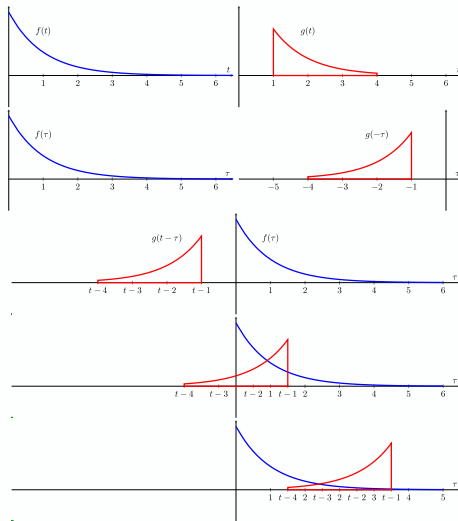 f(t) g(t)
t t
1 2 3 4 5 6 1 2 3 4 5 6
f(τ) g(−τ)
τ τ
1 2 3 4 5 6 −5 −4 −3 −2 −1
g(t − τ) f(τ)
τ
t − 4 t − 3 t − 2 t − 1 1 2 3 4 5 6
τ
t − 4 t − 3 t − 2 1 t − 1 2 3 4 5 6
τ
1 t − 4 2 t − 3 2 t − 2 3 t − 1 4 5